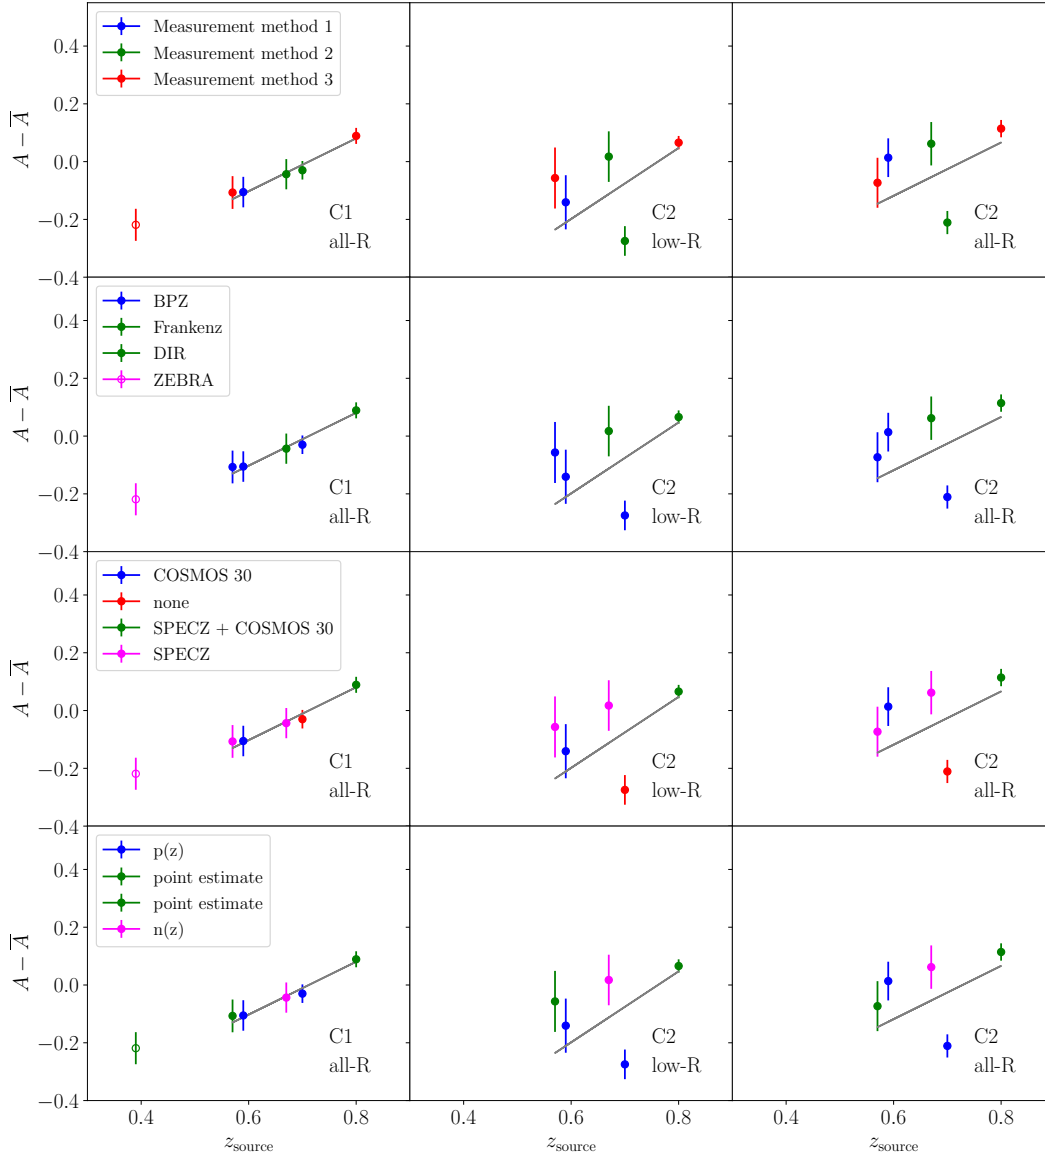 0.4
0.2
0.0
−0.2
−0.4
A − A̅
Measurement method 1
Measurement method 2
Measurement method 3
C1
all-R
C2
low-R
C2
all-R
0.4
0.2
0.0
−0.2
−0.4
A − A̅
BPZ
Frankenz
DIR
ZEBRA
C1
all-R
C2
low-R
C2
all-R
0.4
0.2
0.0
−0.2
−0.4
A − A̅
COSMOS 30
none
SPECZ + COSMOS 30
SPECZ
C1
all-R
C2
low-R
C2
all-R
0.4
0.2
0.0
−0.2
−0.4
A − A̅
p(z)
point estimate
point estimate
n(z)
C1
all-R
C2
low-R
C2
all-R
0.4 0.6 0.8
0.4 0.6 0.8
0.4 0.6 0.8
z_source
z_source
z_source